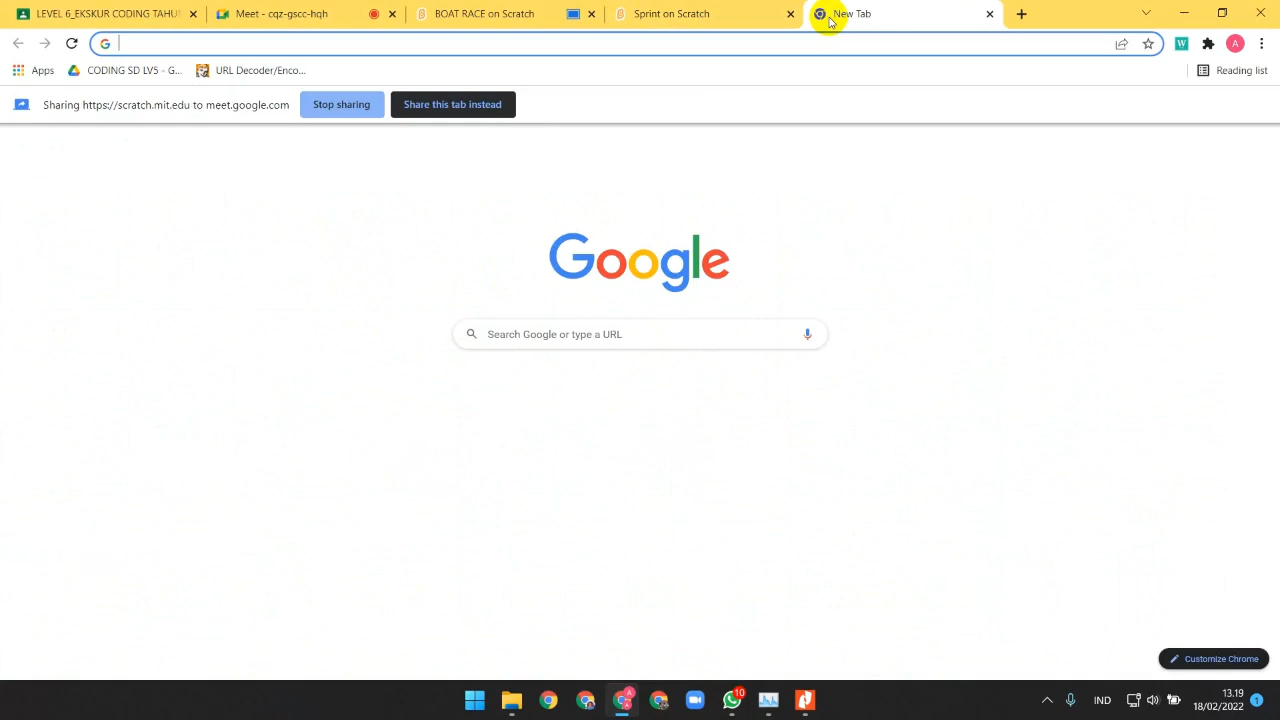 LEVEL 6_EKSKUR CODING TAHU
Meet - cqz-gscc-hqh
BOAT RACE on Scratch
Sprint on Scratch
New Tab
Apps
CODING SD LV5 - G...
URL Decoder/Enco...
Reading list
Sharing https://scratch.mit.edu to meet.google.com
Stop sharing
Share this tab instead
Google
Search Google or type a URL
Customize Chrome
10
IND
13.19
18/02/2022
1